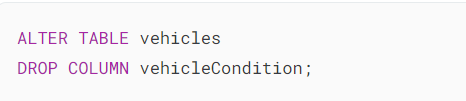 ALTER TABLE vehicles
DROP COLUMN vehicleCondition;